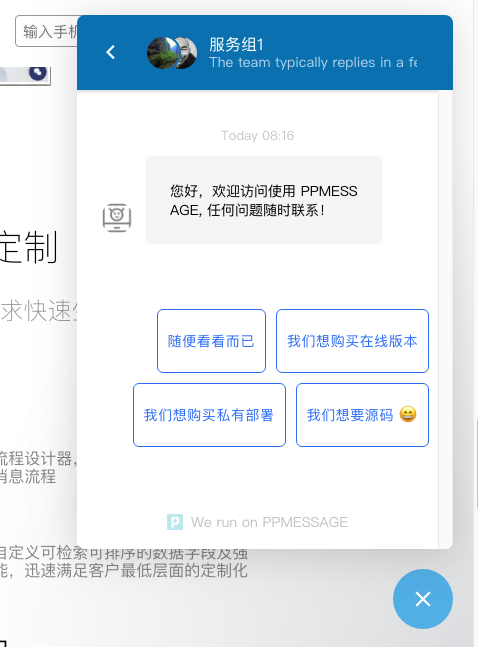 输入手机
服务组1
The team typically replies in a fe
Today 08:16
您好，欢迎访问使用 PPMESS
AGE, 任何问题随时联系！
定制
求快速
随便看看而已
我们想购买在线版本
我们想购买私有部署
我们想要源码 😄
流程设计器，
消息流程
We run on PPMESSAGE
自定义可检索可排序的数据字段及强
能，迅速满足客户最低层面的定制化